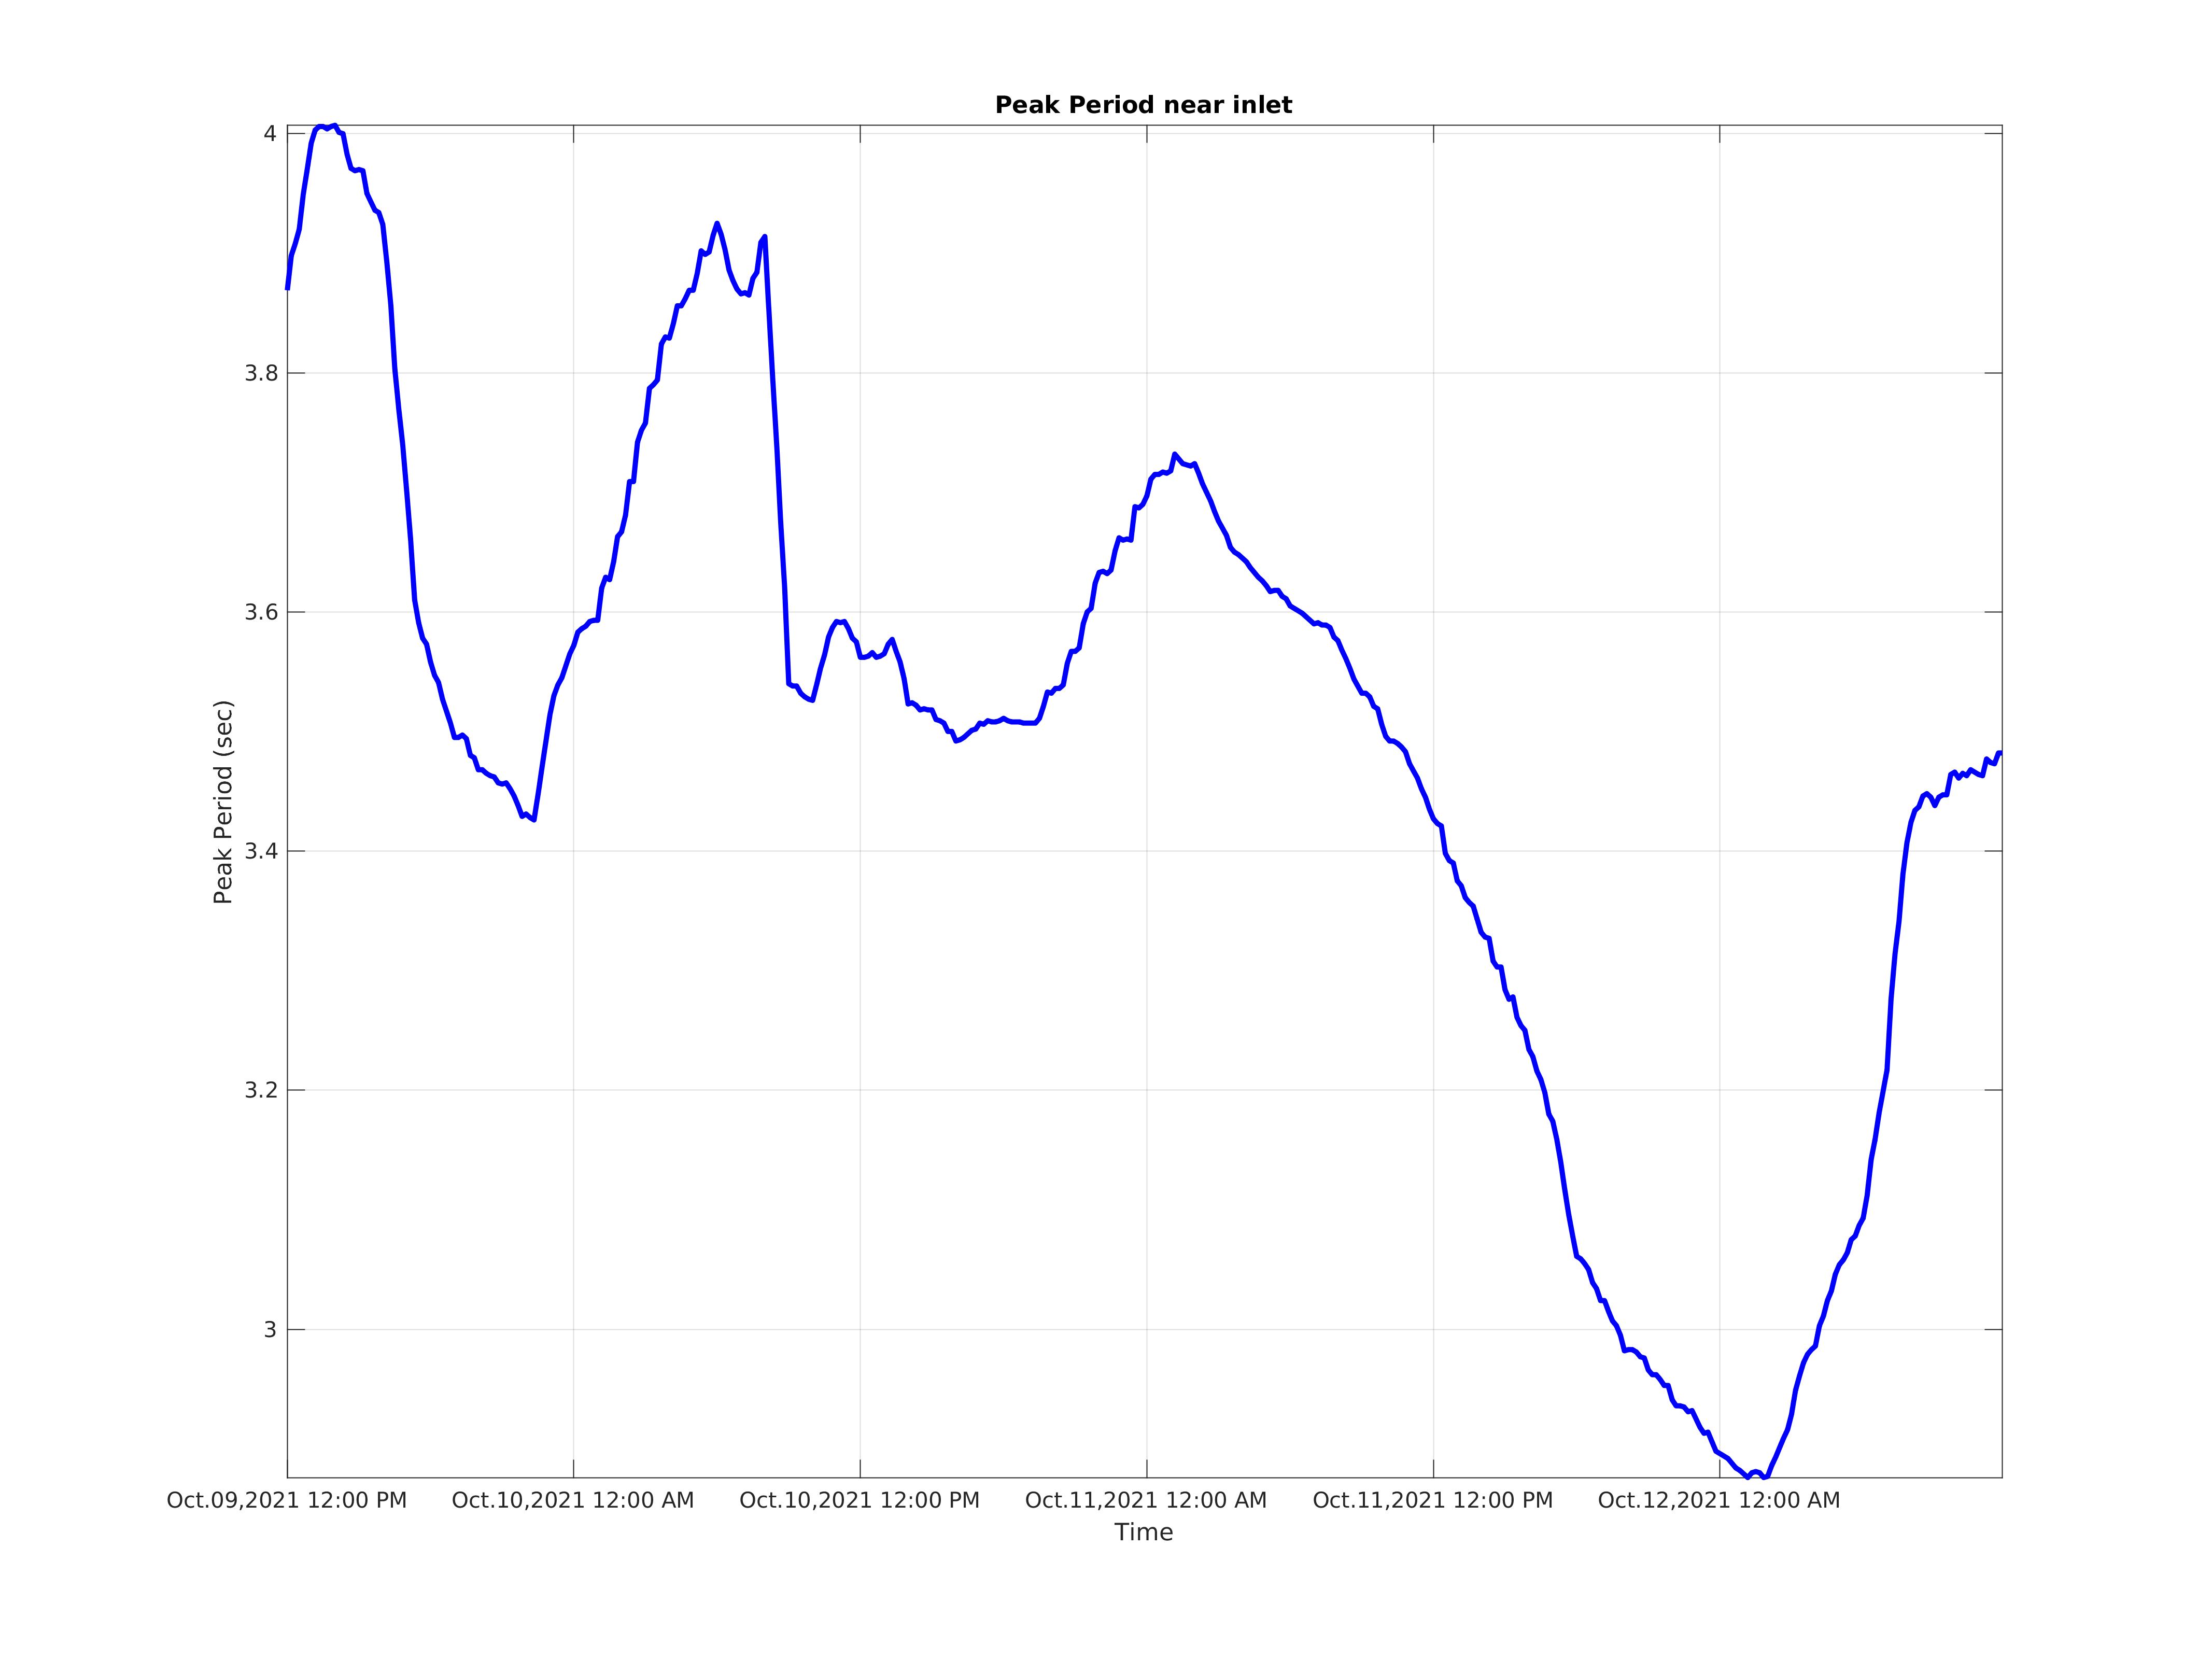 Peak Period near inlet
4
3.8
3.6
3.4
3.2
3
Peak Period (sec)
Oct.09,2021 12:00 PM
Oct.10,2021 12:00 AM
Oct.10,2021 12:00 PM
Oct.11,2021 12:00 AM
Oct.11,2021 12:00 PM
Oct.12,2021 12:00 AM
Time